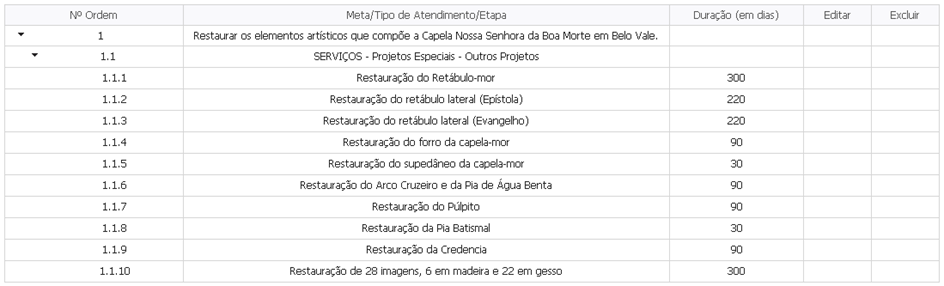 Nº Ordem Meta/Tipo de Atendimento/Etapa Duração (em dias) Editar Excluir
1 Restaurar os elementos artísticos que compõe a Capela Nossa Senhora da Boa Morte em Belo Vale.
1.1 SERVIÇOS - Projetos Especiais - Outros Projetos
1.1.1 Restauração do Retábulo-mor 300
1.1.2 Restauração do retábulo lateral (Epístola) 220
1.1.3 Restauração do retábulo lateral (Evangelho) 220
1.1.4 Restauração do forro da capela-mor 90
1.1.5 Restauração do supedâneo da capela-mor 30
1.1.6 Restauração do Arco Cruzeiro e da Pia de Água Benta 90
1.1.7 Restauração do Púlpito 90
1.1.8 Restauração da Pia Batismal 30
1.1.9 Restauração da Credencia 90
1.1.10 Restauração de 28 imagens, 6 em madeira e 22 em gesso 300